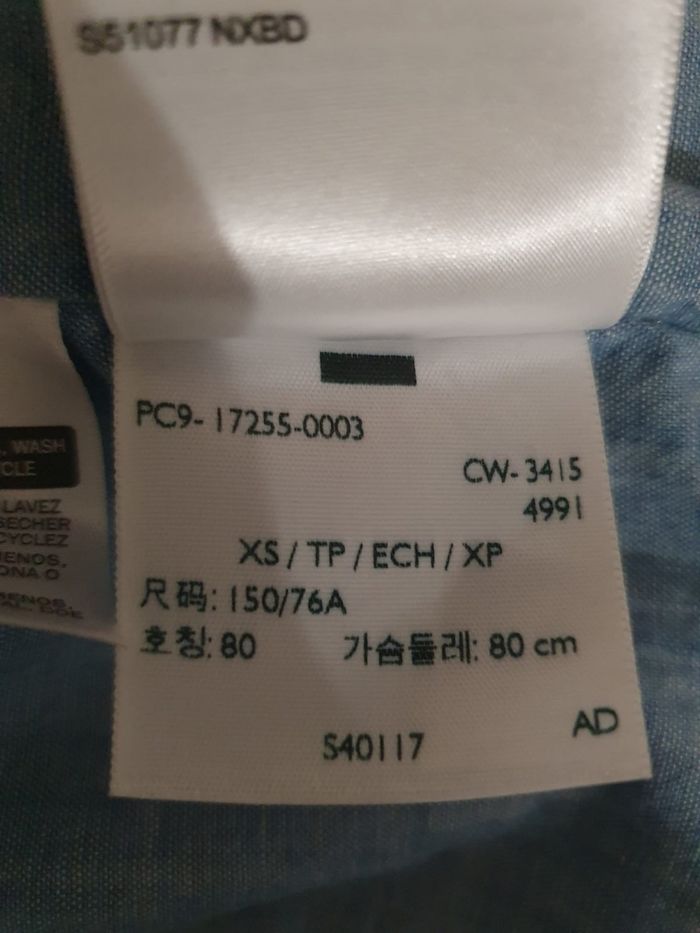 S51077 NXBD
PC9-17255-0003
CW-3415
4991
XS / TP / ECH / XP
尺码: 150/76A
호칭: 80 가슴둘레: 80 cm
AD
S40117
WASH
CLE
LAVEZ
SECHER
CYCLEZ
MENOS.